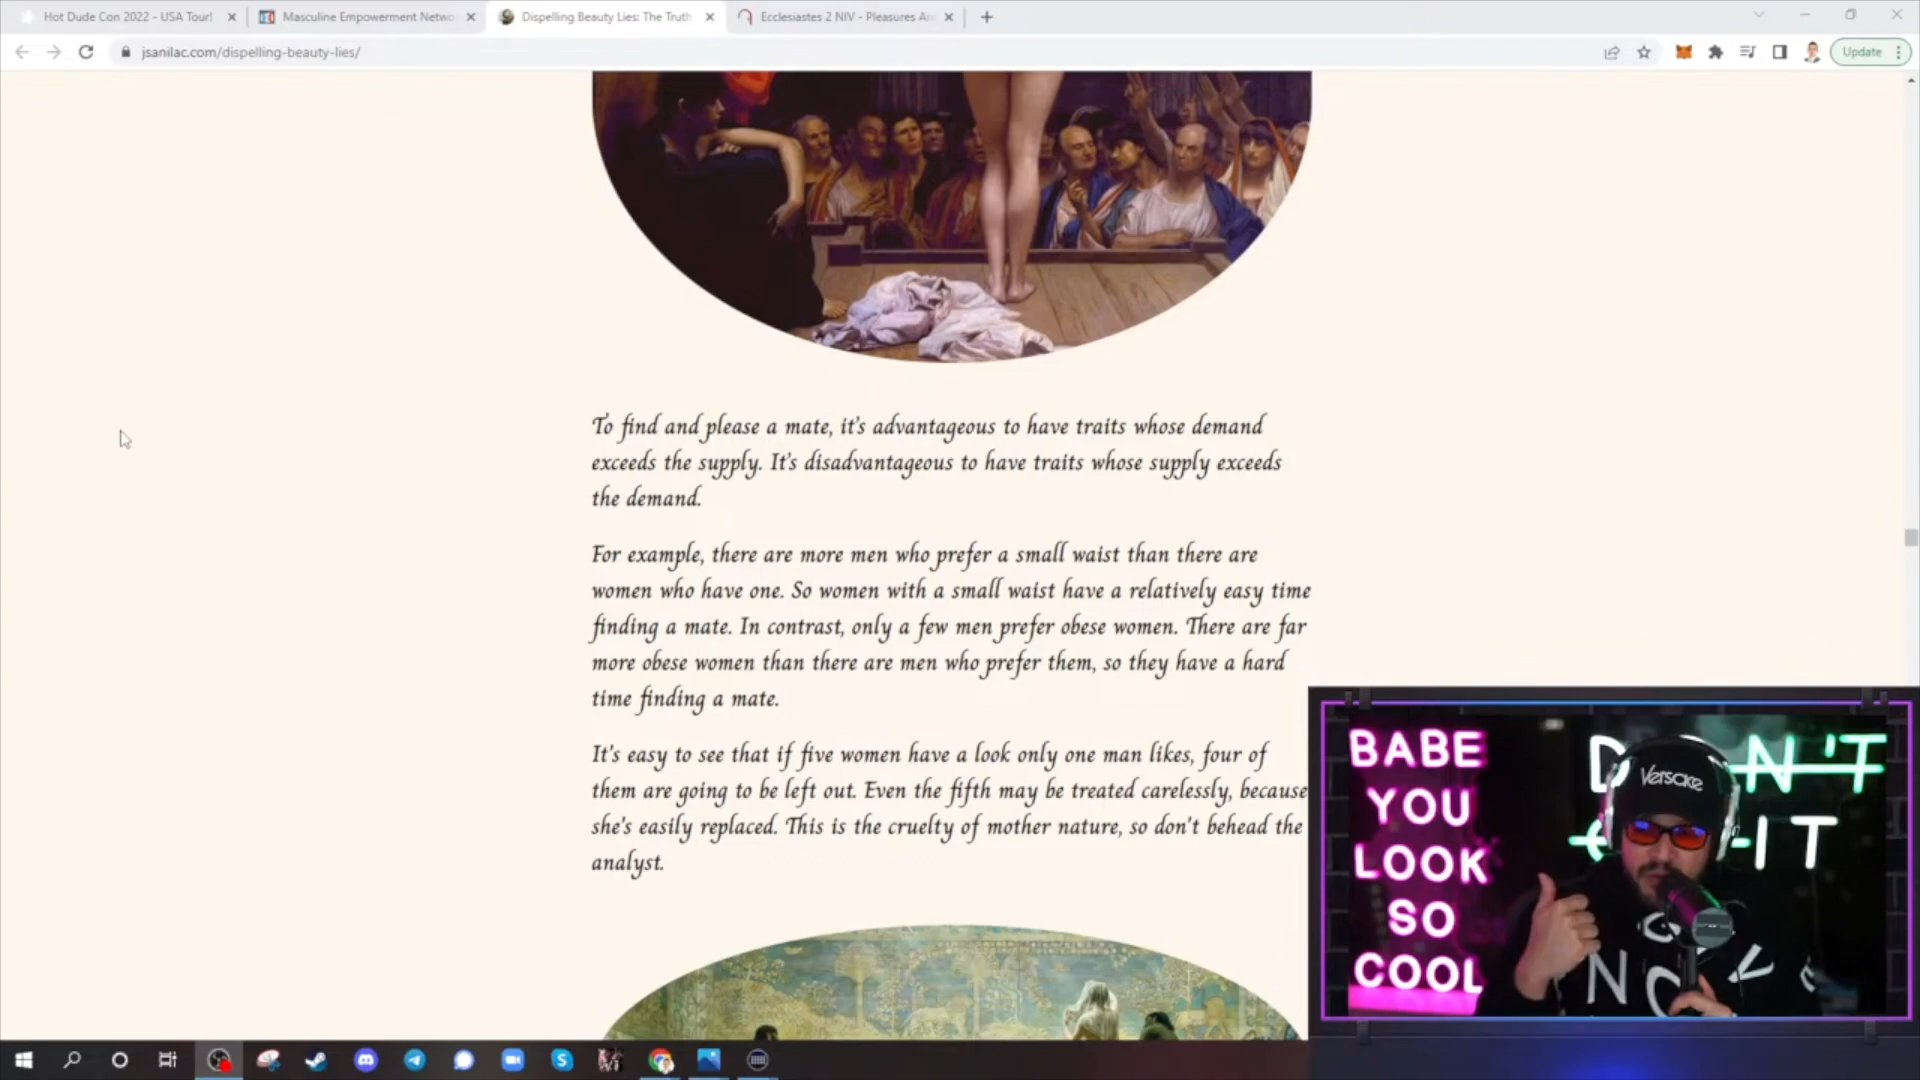 Hot Dude Con 2022 - USA Tour!
Masculine Empowerment Netwo
Dispelling Beauty Lies: The Truth
Ecclesiastes 2 NIV - Pleasures Are
jsanilac.com/dispelling-beauty-lies/
Update
To find and please a mate, it's advantageous to have traits whose demand
exceeds the supply. It's disadvantageous to have traits whose supply exceeds
the demand.
For example, there are more men who prefer a small waist than there are
women who have one. So women with a small waist have a relatively easy time
finding a mate. In contrast, only a few men prefer obese women. There are far
more obese women than there are men who prefer them, so they have a hard
time finding a mate.
It's easy to see that if five women have a look only one man likes, four of
them are going to be left out. Even the fifth may be treated carelessly, because
she's easily replaced. This is the cruelty of mother nature, so don't behead the
analyst.
BABE
YOU
LOOK
SO
COOL
Versace